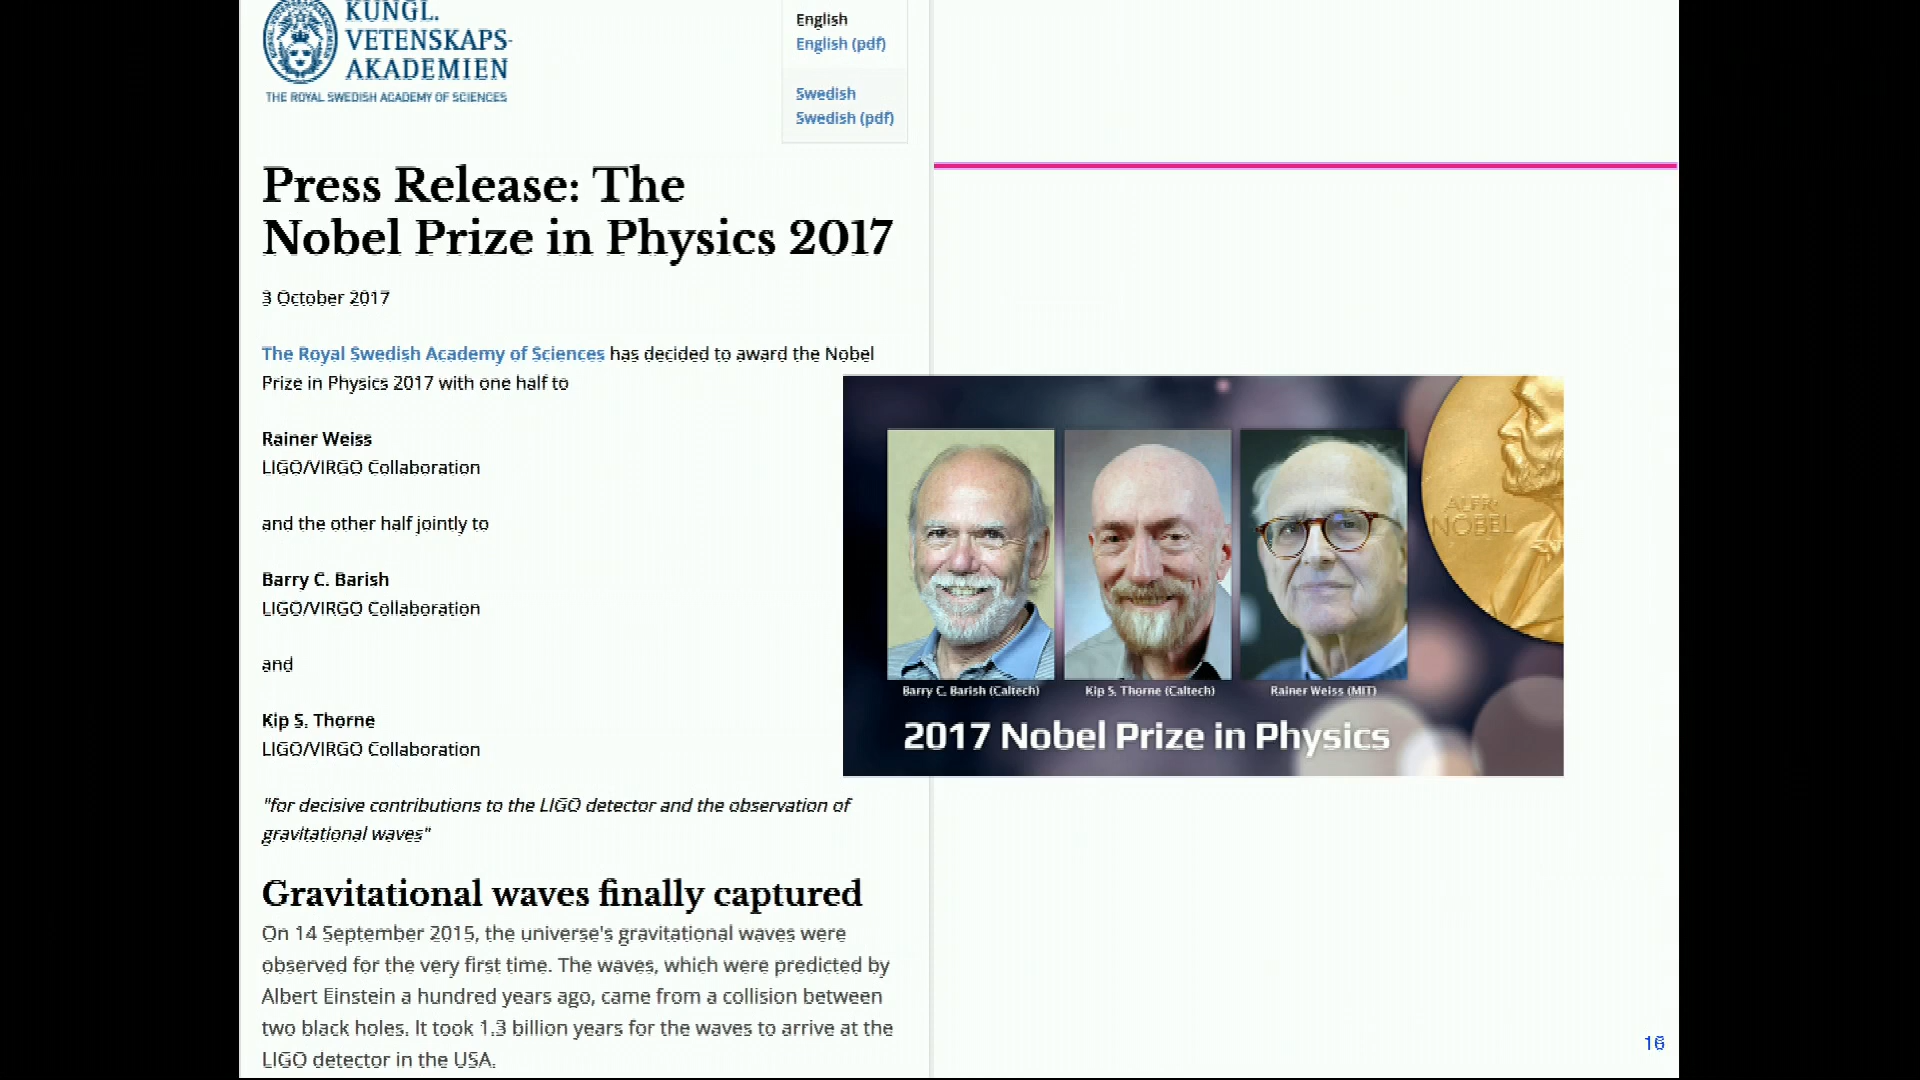 KUNGL.
VETENSKAPS-
AKADEMIEN
THE ROYAL SWEDISH ACADEMY OF SCIENCES
English
English (pdf)
Swedish
Swedish (pdf)
Press Release: The
Nobel Prize in Physics 2017
3 October 2017
The Royal Swedish Academy of Sciences has decided to award the Nobel
Prize in Physics 2017 with one half to
Rainer Weiss
LIGO/VIRGO Collaboration
and the other half jointly to
Barry C. Barish
LIGO/VIRGO Collaboration
and
Kip S. Thorne
LIGO/VIRGO Collaboration
"for decisive contributions to the LIGO detector and the observation of
gravitational waves"
Gravitational waves finally captured
On 14 September 2015, the universe's gravitational waves were
observed for the very first time. The waves, which were predicted by
Albert Einstein a hundred years ago, came from a collision between
two black holes. It took 1.3 billion years for the waves to arrive at the
LIGO detector in the USA.
ALFR.
NOBEL
Barry C. Barish (Caltech)
Kip S. Thorne (Caltech)
Rainer Weiss (MIT)
2017 Nobel Prize in Physics
16